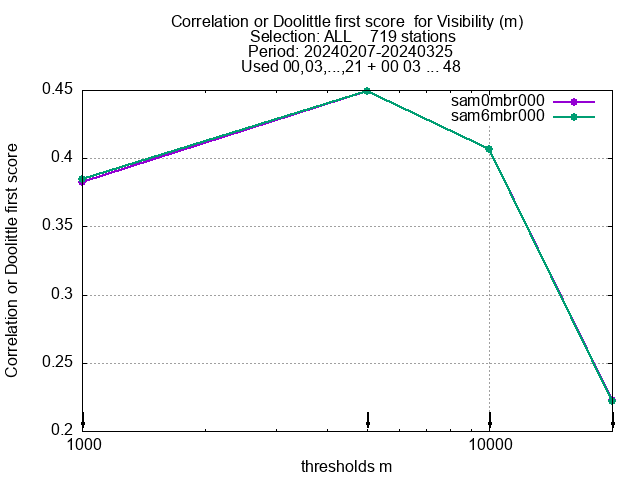 Correlation or Doolittle first score  for Visibility (m)
Selection: ALL    719 stations
Period: 20240207-20240325
Used 00,03,...,21 + 00 03 ... 48
sam0mbr000
sam6mbr000
Correlation or Doolittle first score
0.45
0.4
0.35
0.3
0.25
0.2
1000
10000
thresholds m